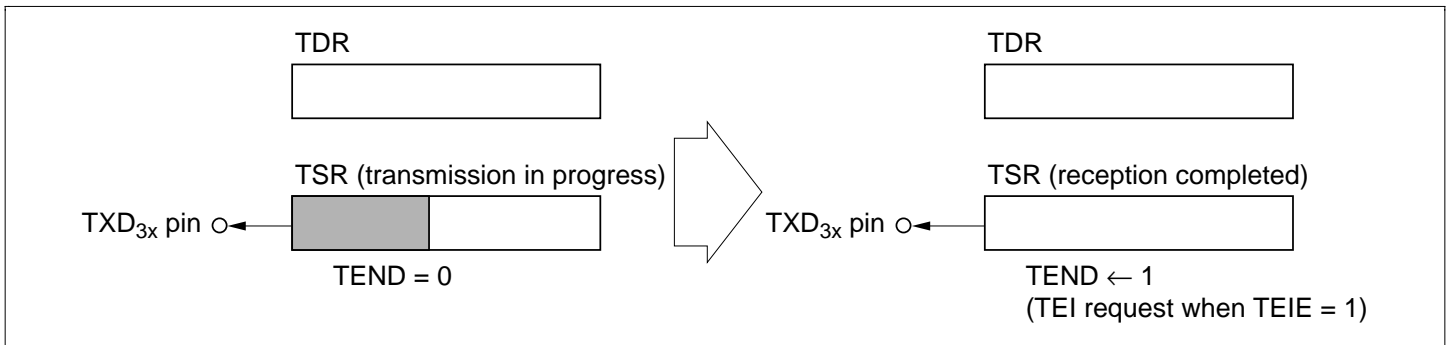 TDR
TSR (transmission in progress)
TXD3x pin
TEND = 0
TDR
TSR (reception completed)
TXD3x pin
TEND ← 1
(TEI request when TEIE = 1)